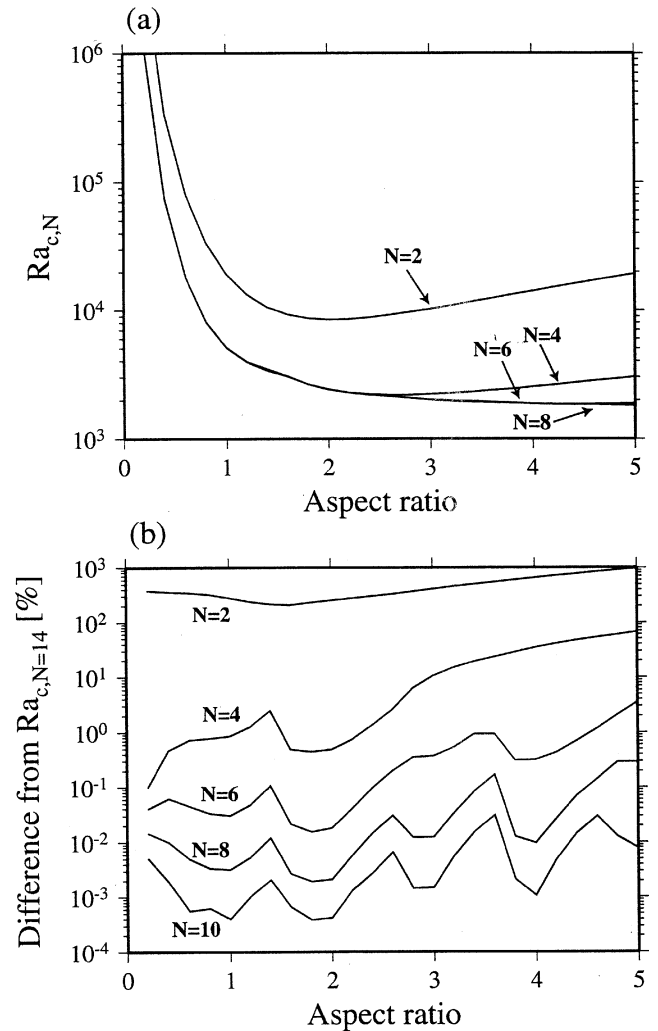 (a)
Ra_{c,N}
10^6
10^5
10^4
10^3
N=2
N=6
N=4
N=8
0 1 2 3 4 5
Aspect ratio
(b)
Difference from Ra_{c,N=14} [%]
10^3
10^2
10^1
10^0
10^{-1}
10^{-2}
10^{-3}
10^{-4}
N=2
N=4
N=6
N=8
N=10
0 1 2 3 4 5
Aspect ratio